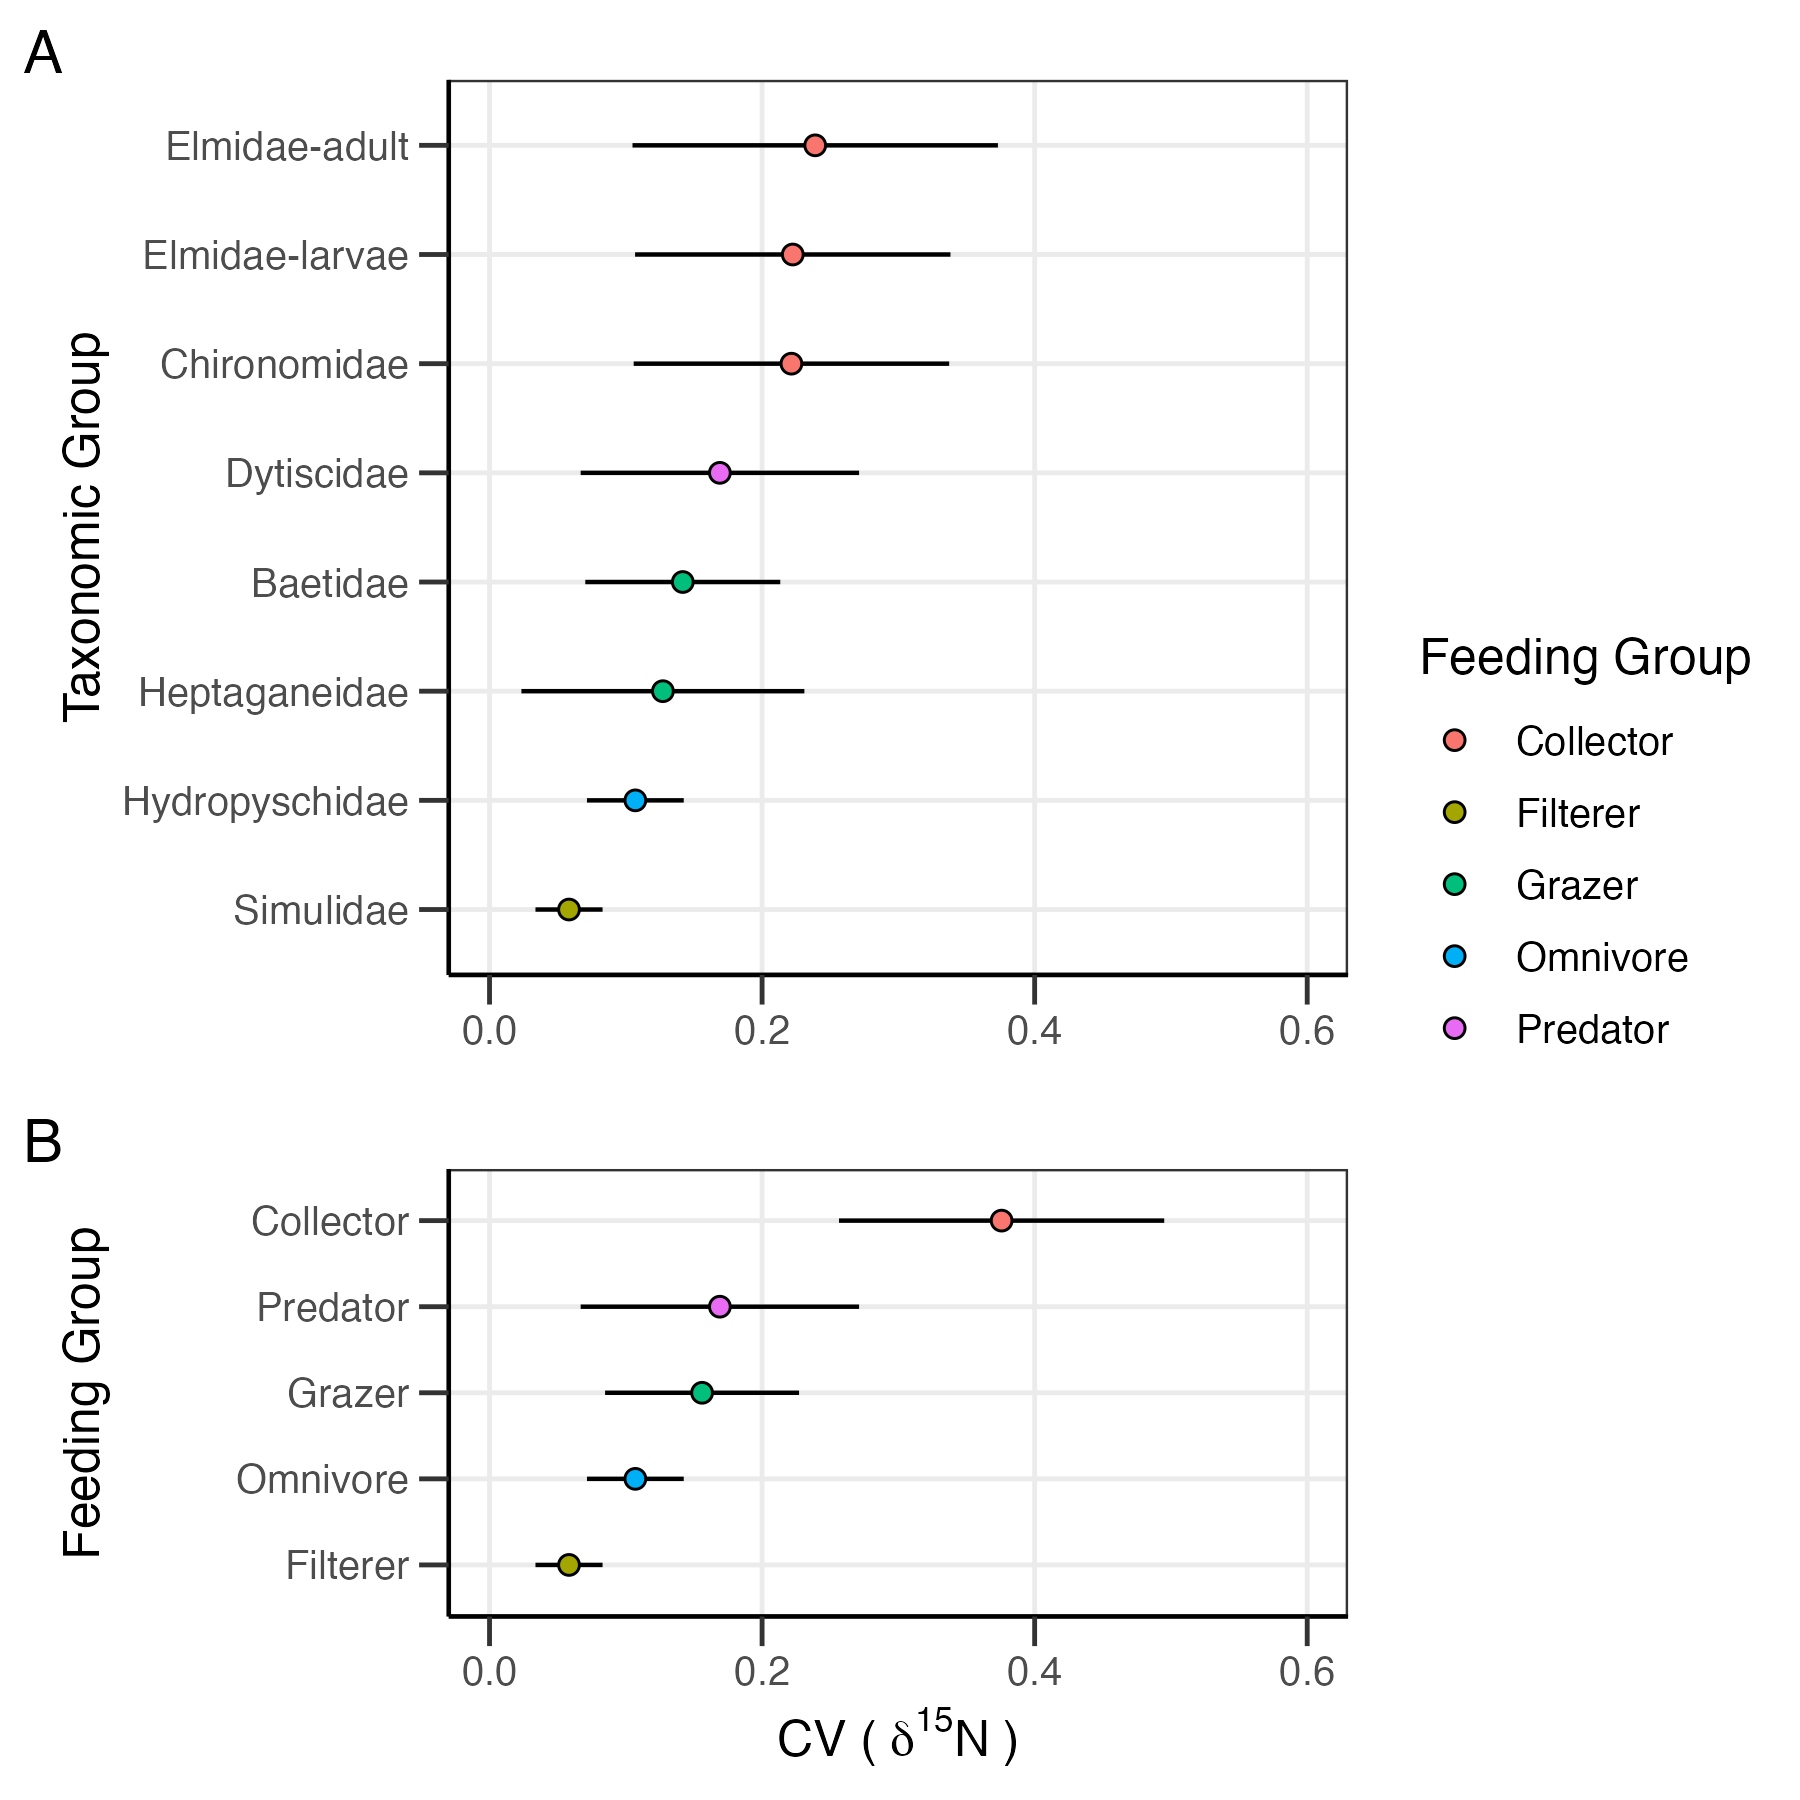 A
Taxonomic Group
Elmidae-adult
Elmidae-larvae
Chironomidae
Dytiscidae
Baetidae
Heptaganeidae
Hydropyschidae
Simulidae
0.0 0.2 0.4 0.6
Feeding Group
Collector
Filterer
Grazer
Omnivore
Predator
B
Feeding Group
Collector
Predator
Grazer
Omnivore
Filterer
0.0 0.2 0.4 0.6
CV ( δ¹⁵N )